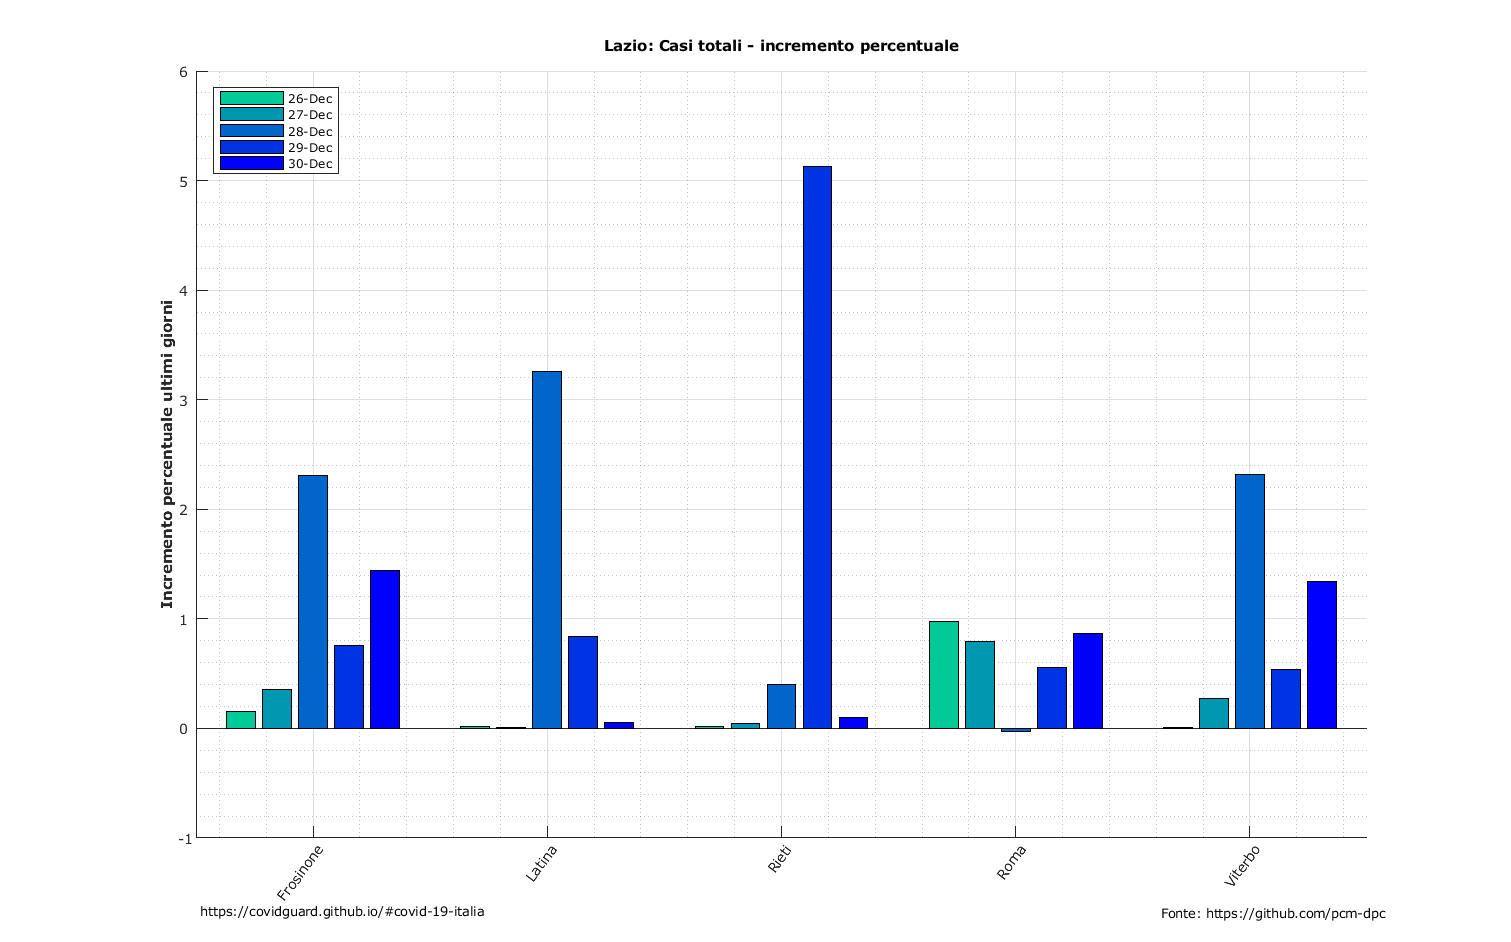 Lazio: Casi totali - incremento percentuale
26-Dec
27-Dec
28-Dec
29-Dec
30-Dec
Incremento percentuale ultimi giorni
6
5
4
3
2
1
0
-1
Frosinone
Latina
Rieti
Roma
Viterbo
https://covidguard.github.io/#covid-19-italia
Fonte: https://github.com/pcm-dpc